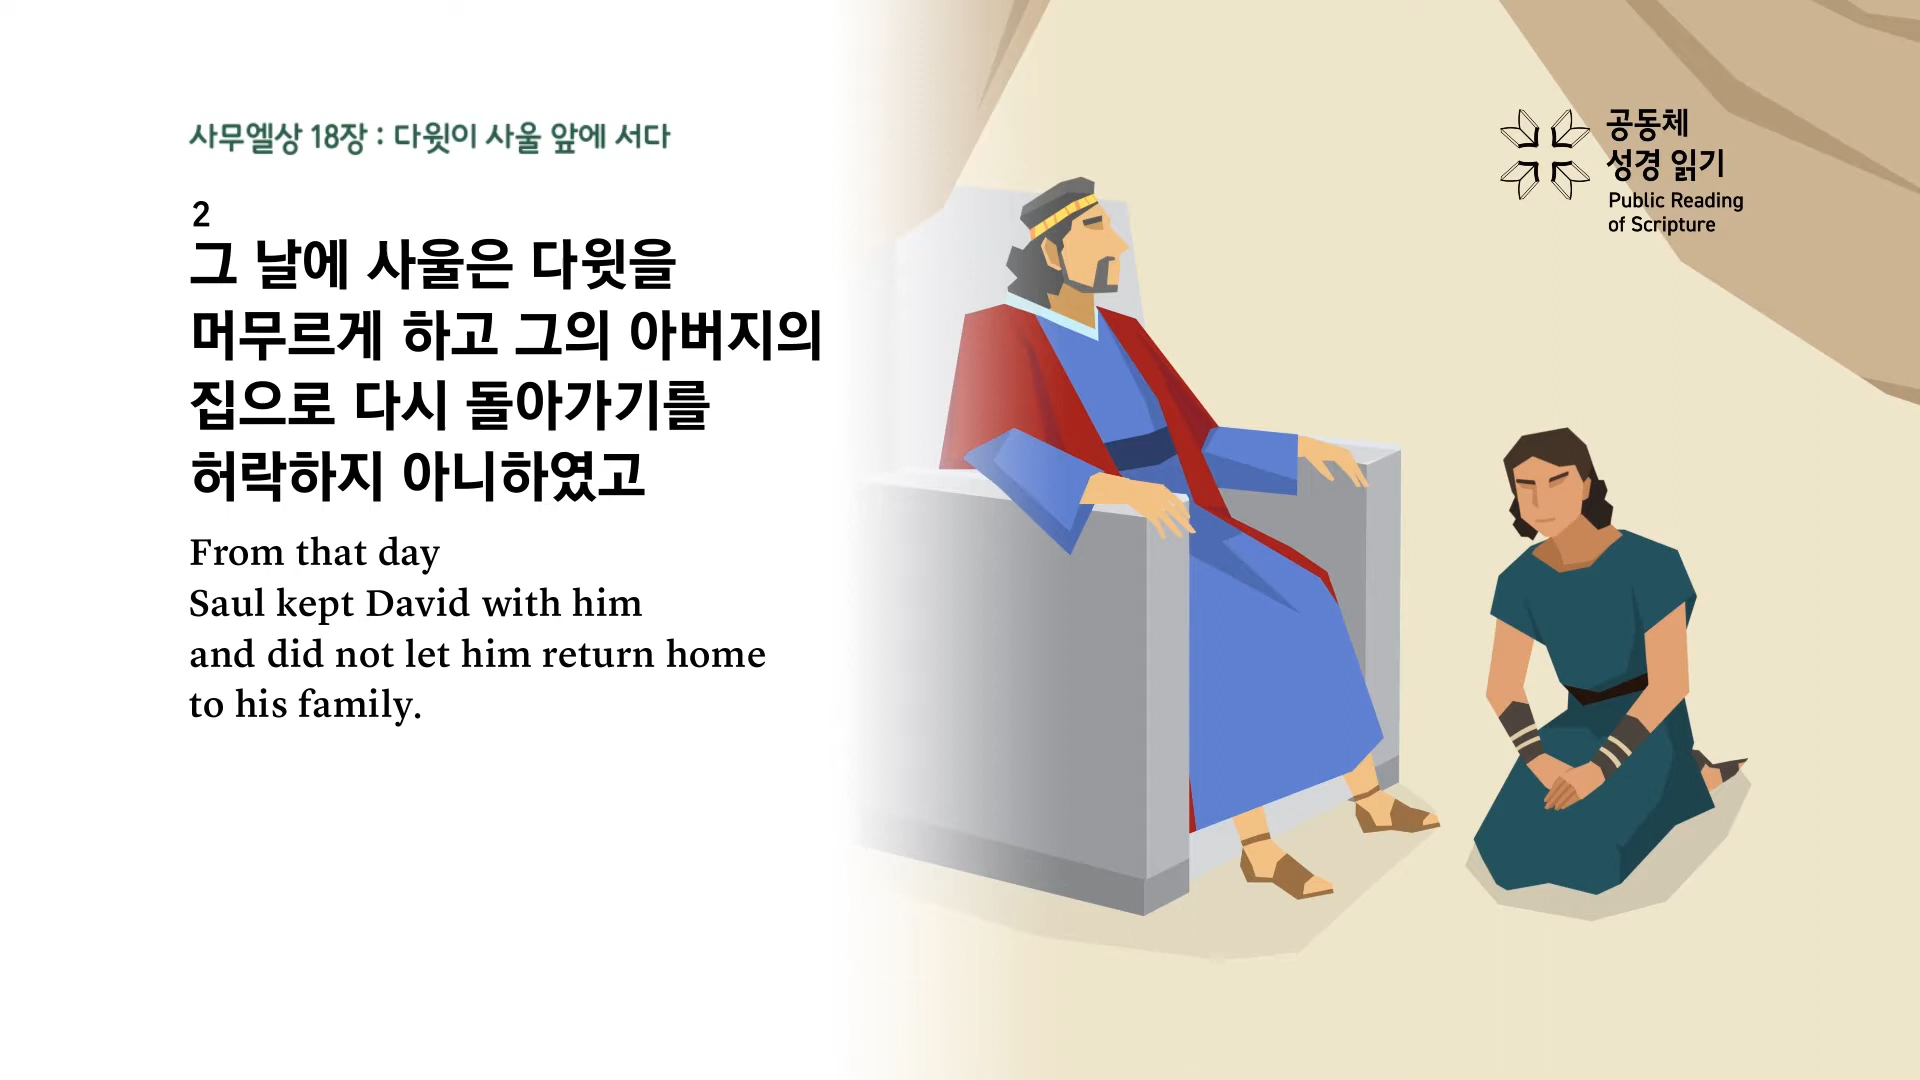 사무엘상 18장 : 다윗이 사울 앞에 서다
2
그 날에 사울은 다윗을
머무르게 하고 그의 아버지의
집으로 다시 돌아가기를
허락하지 아니하였고
From that day
Saul kept David with him
and did not let him return home
to his family.
공동체
성경 읽기
Public Reading
of Scripture